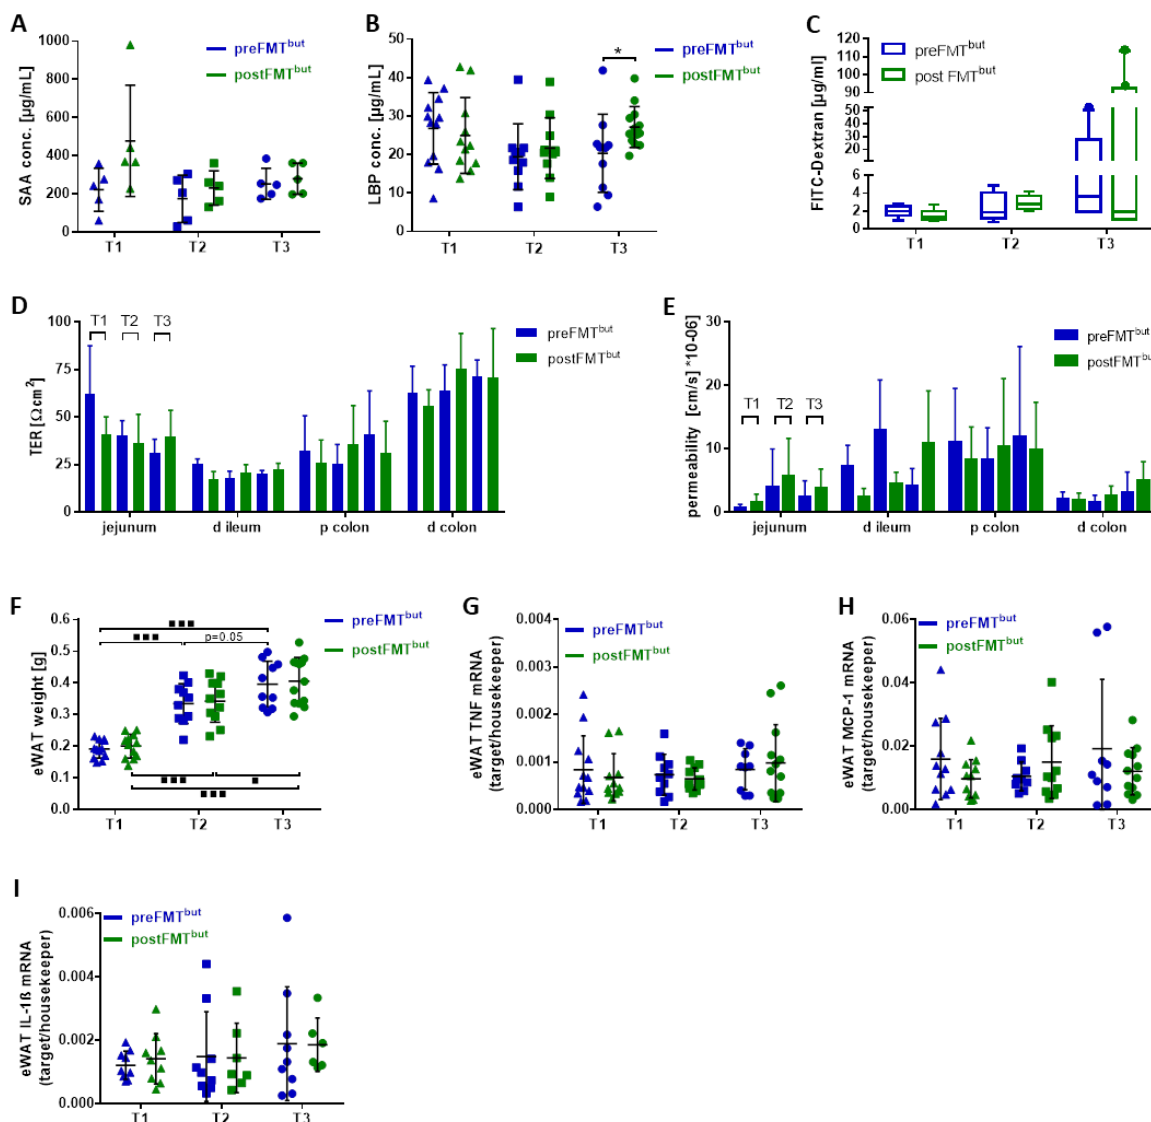 A
SAA conc. [µg/mL]
1000
800
600
400
200
0
T1
T2
T3
preFMTbut
postFMTbut
B
LBP conc. [µg/mL]
50
40
30
20
10
0
T1
T2
T3
*
preFMTbut
postFMTbut
C
FITC-Dextran [µg/ml]
120
110
100
90
50
40
30
6
4
2
0
T1
T2
T3
preFMTbut
post FMTbut
D
TER [Ωcm²]
100
75
50
25
0
T1 T2 T3
jejunum
d ileum
p colon
d colon
preFMTbut
postFMTbut
E
permeability [cm/s] *10-06]
30
20
10
0
T1 T2 T3
jejunum
d ileum
p colon
d colon
preFMTbut
postFMTbu
F
eWAT weight [g]
0.6
0.5
0.4
0.3
0.2
0.1
0.0
p=0.05
T1
T2
T3
preFMTbut
postFMTbut
G
eWAT TNF mRNA
(target/housekeeper)
0.004
0.003
0.002
0.001
0.000
T1
T2
T3
preFMTbut
postFMTbut
H
eWAT MCP-1 mRNA
(target/housekeeper)
0.06
0.04
0.02
0.00
T1
T2
T3
preFMTbut
postFMTbut
I
eWAT IL-1ß mRNA
(target/housekeeper)
0.006
0.004
0.002
0.000
T1
T2
T3
preFMTbut
postFMTbut